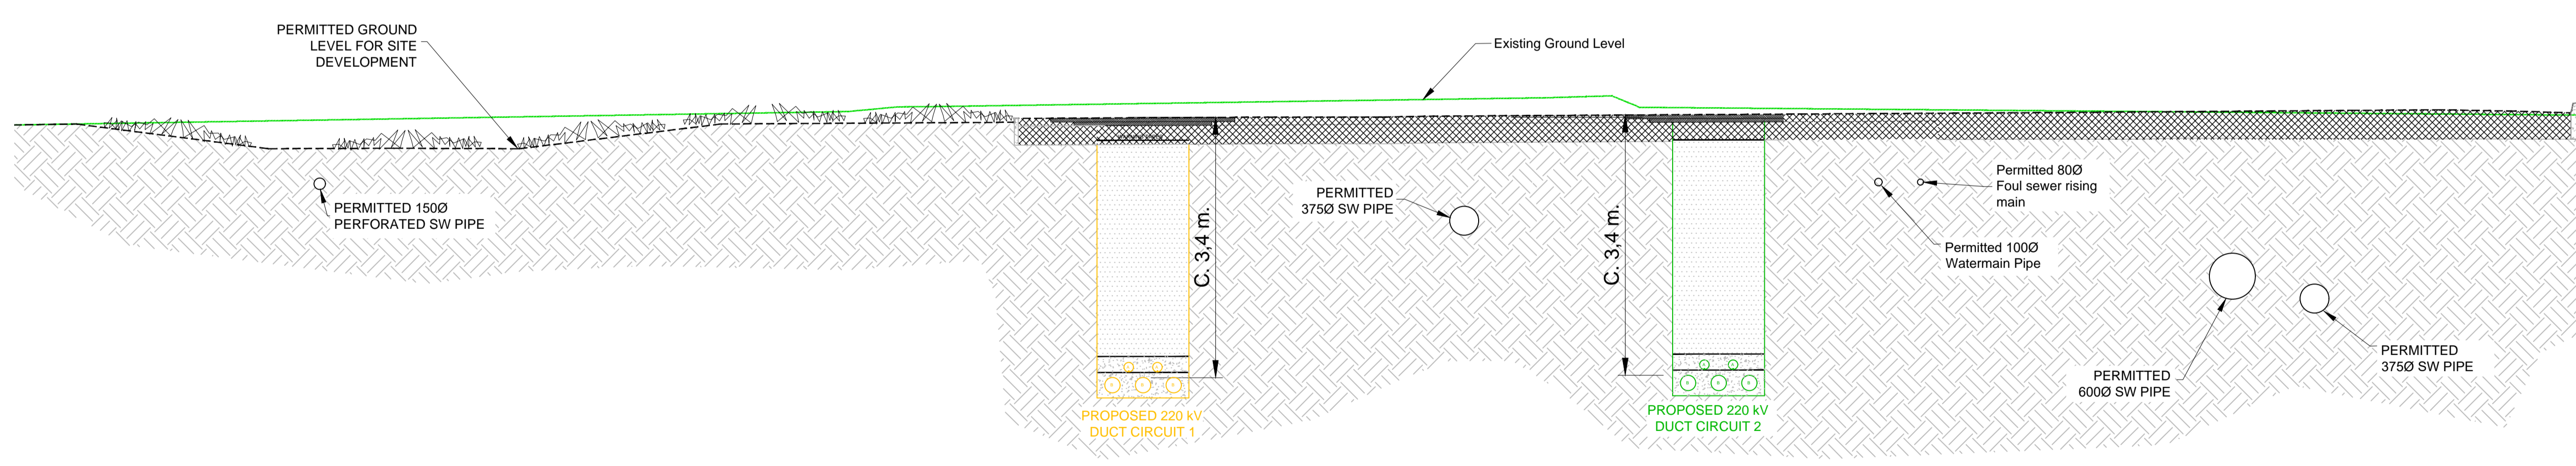 PERMITTED GROUND
LEVEL FOR SITE
DEVELOPMENT
Existing Ground Level
PERMITTED 150Ø
PERFORATED SW PIPE
C. 3,4 m.
PERMITTED
375Ø SW PIPE
C. 3,4 m.
Permitted 80Ø
Foul sewer rising
main
Permitted 100Ø
Watermain Pipe
PERMITTED
600Ø SW PIPE
PERMITTED
375Ø SW PIPE
PROPOSED 220 kV
DUCT CIRCUIT 1
PROPOSED 220 kV
DUCT CIRCUIT 2